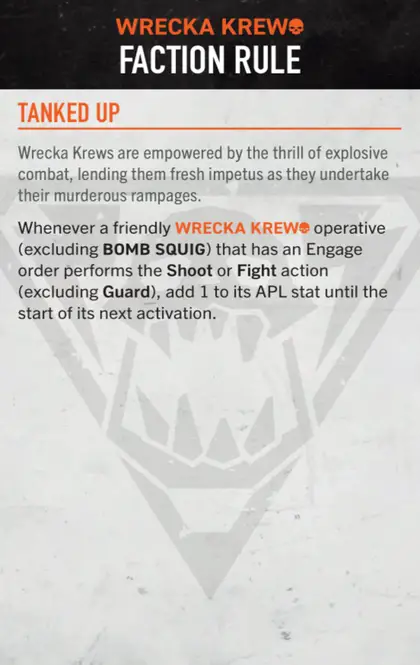 WRECKA KREW
FACTION RULE
TANKED UP
Wrecka Krews are empowered by the thrill of explosive
combat, lending them fresh impetus as they undertake
their murderous rampages.
Whenever a friendly WRECKA KREW operative
(excluding BOMB SQUIG) that has an Engage
order performs the Shoot or Fight action
(excluding Guard), add 1 to its APL stat until the
start of its next activation.